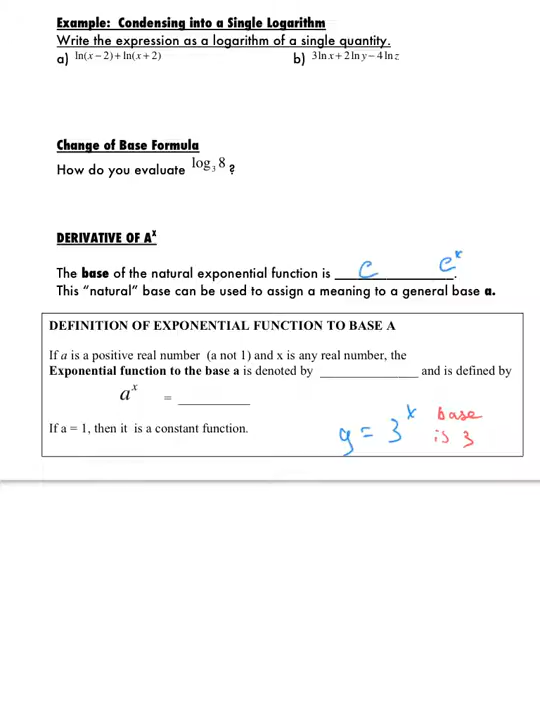 Example: Condensing into a Single Logarithm
Write the expression as a logarithm of a single quantity.
a) ln(x − 2) + ln(x + 2) b) 3 ln x + 2 ln y − 4 ln z
Change of Base Formula
How do you evaluate log₃ 8 ?
DERIVATIVE OF Aˣ
The base of the natural exponential function is e eˣ.
This “natural” base can be used to assign a meaning to a general base a.
DEFINITION OF EXPONENTIAL FUNCTION TO BASE A
If a is a positive real number (a not 1) and x is any real number, the
Exponential function to the base a is denoted by ________________ and is defined by
aˣ = ____________
If a = 1, then it is a constant function.
y = 3ˣ base
is 3